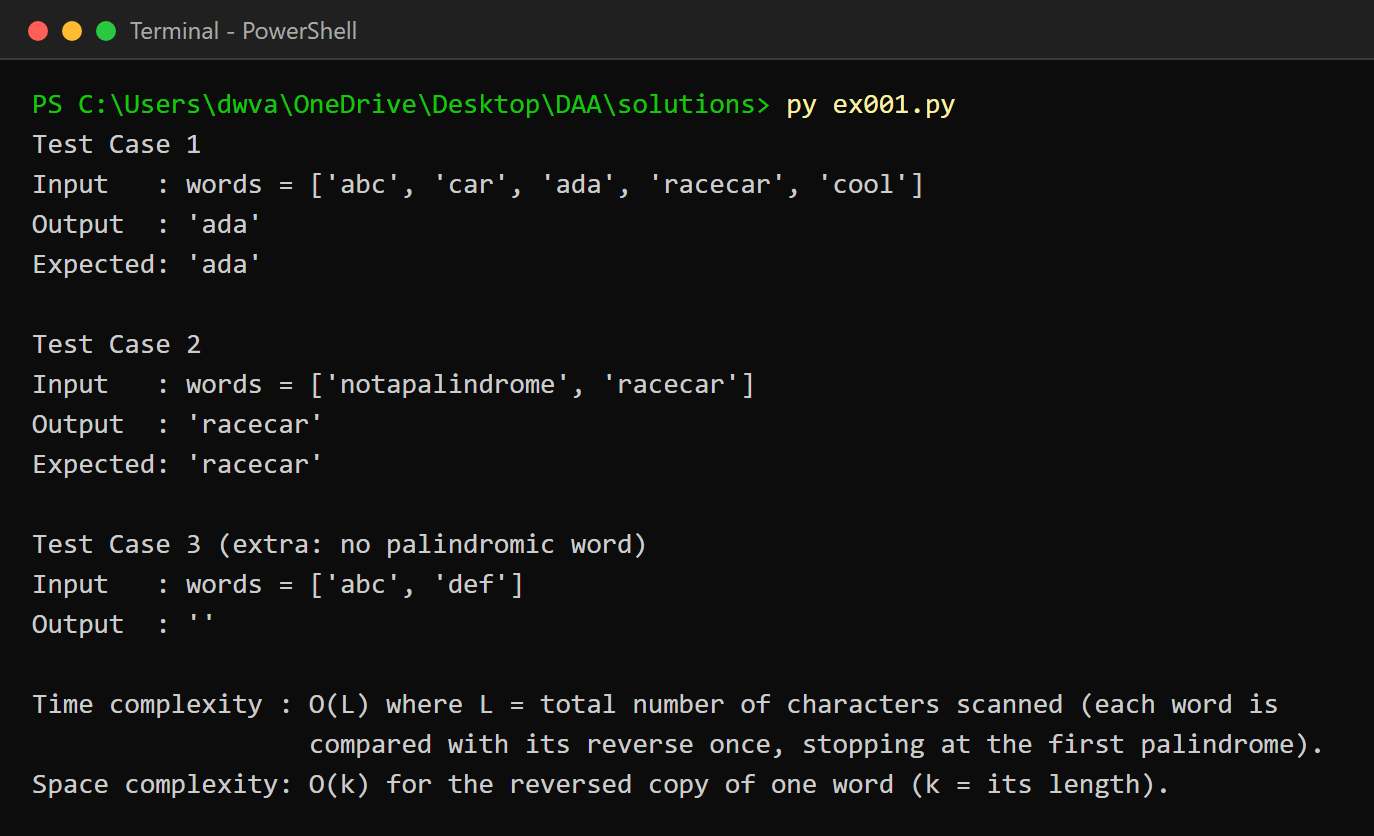 Terminal - PowerShell
PS C:\Users\dwva\OneDrive\Desktop\DAA\solutions> py ex001.py
Test Case 1
Input   : words = ['abc', 'car', 'ada', 'racecar', 'cool']
Output  : 'ada'
Expected: 'ada'
Test Case 2
Input   : words = ['notapalindrome', 'racecar']
Output  : 'racecar'
Expected: 'racecar'
Test Case 3 (extra: no palindromic word)
Input   : words = ['abc', 'def']
Output  : ''
Time complexity : O(L) where L = total number of characters scanned (each word is
                  compared with its reverse once, stopping at the first palindrome).
Space complexity: O(k) for the reversed copy of one word (k = its length).